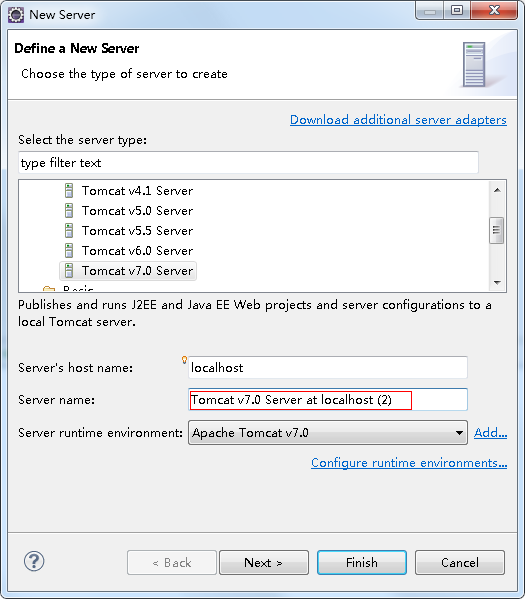 New Server
Define a New Server
Choose the type of server to create
Download additional server adapters
Select the server type:
type filter text
Tomcat v4.1 Server
Tomcat v5.0 Server
Tomcat v5.5 Server
Tomcat v6.0 Server
Tomcat v7.0 Server
Basic
Publishes and runs J2EE and Java EE Web projects and server configurations to a
local Tomcat server.
Server's host name: localhost
Server name: Tomcat v7.0 Server at localhost (2)
Server runtime environment: Apache Tomcat v7.0 Add...
Configure runtime environments...
? < Back Next > Finish Cancel